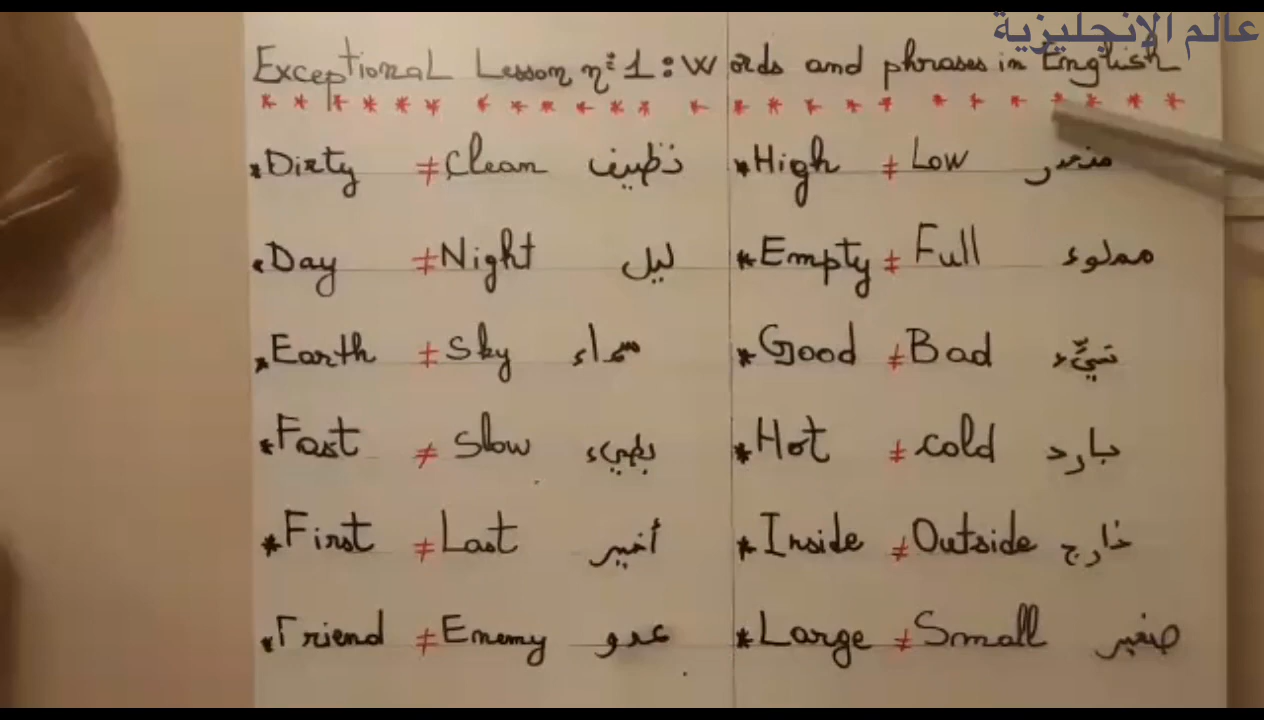 عالم الإنجليزية
Exceptional Lesson n:1: Words and phrases in English
* * * * * * * * * * * * * * * * * * * * * * * * *
*Dirty ≠ Clean نظيف
*Day ≠ Night ليل
*Earth ≠ Sky سماء
*Fast ≠ Slow بطيء
*First ≠ Last أخير
*Friend ≠ Enemy عدو
*High ≠ Low
*Empty ≠ Full مملوء
*Good ≠ Bad
*Hot ≠ cold بارد
*Inside ≠ Outside خارج
*Large ≠ Small صغير